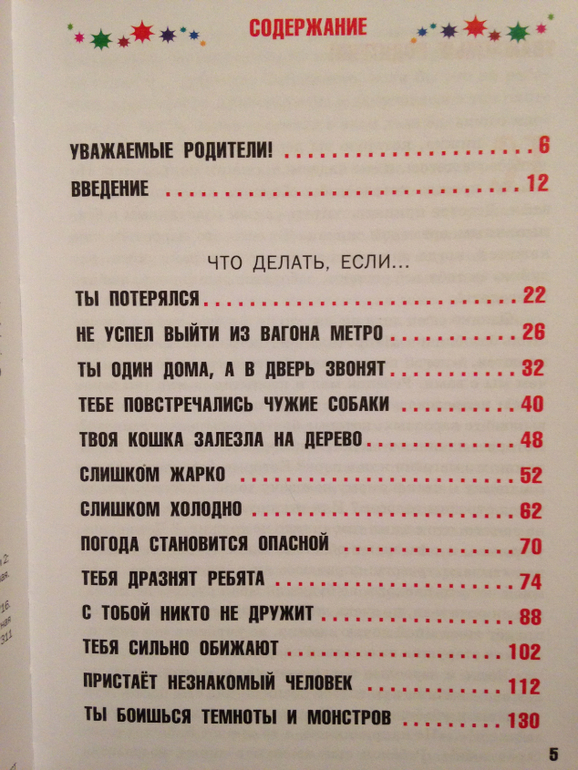 СОДЕРЖАНИЕ
УВАЖАЕМЫЕ РОДИТЕЛИ! 6
ВВЕДЕНИЕ 12
ЧТО ДЕЛАТЬ, ЕСЛИ...
ТЫ ПОТЕРЯЛСЯ 22
НЕ УСПЕЛ ВЫЙТИ ИЗ ВАГОНА МЕТРО 26
ТЫ ОДИН ДОМА, А В ДВЕРЬ ЗВОНЯТ 32
ТЕБЕ ПОВСТРЕЧАЛИСЬ ЧУЖИЕ СОБАКИ 40
ТВОЯ КОШКА ЗАЛЕЗЛА НА ДЕРЕВО 48
СЛИШКОМ ЖАРКО 52
СЛИШКОМ ХОЛОДНО 62
ПОГОДА СТАНОВИТСЯ ОПАСНОЙ 70
ТЕБЯ ДРАЗНЯТ РЕБЯТА 74
С ТОБОЙ НИКТО НЕ ДРУЖИТ 88
ТЕБЯ СИЛЬНО ОБИЖАЮТ 102
ПРИСТАЁТ НЕЗНАКОМЫЙ ЧЕЛОВЕК 112
ТЫ БОИШЬСЯ ТЕМНОТЫ И МОНСТРОВ 130
5